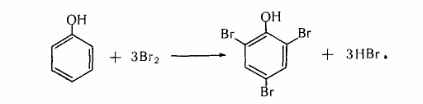 OH
OH
Br
Br
+ 3Br₂ ⟶
+ 3HBr.
Br